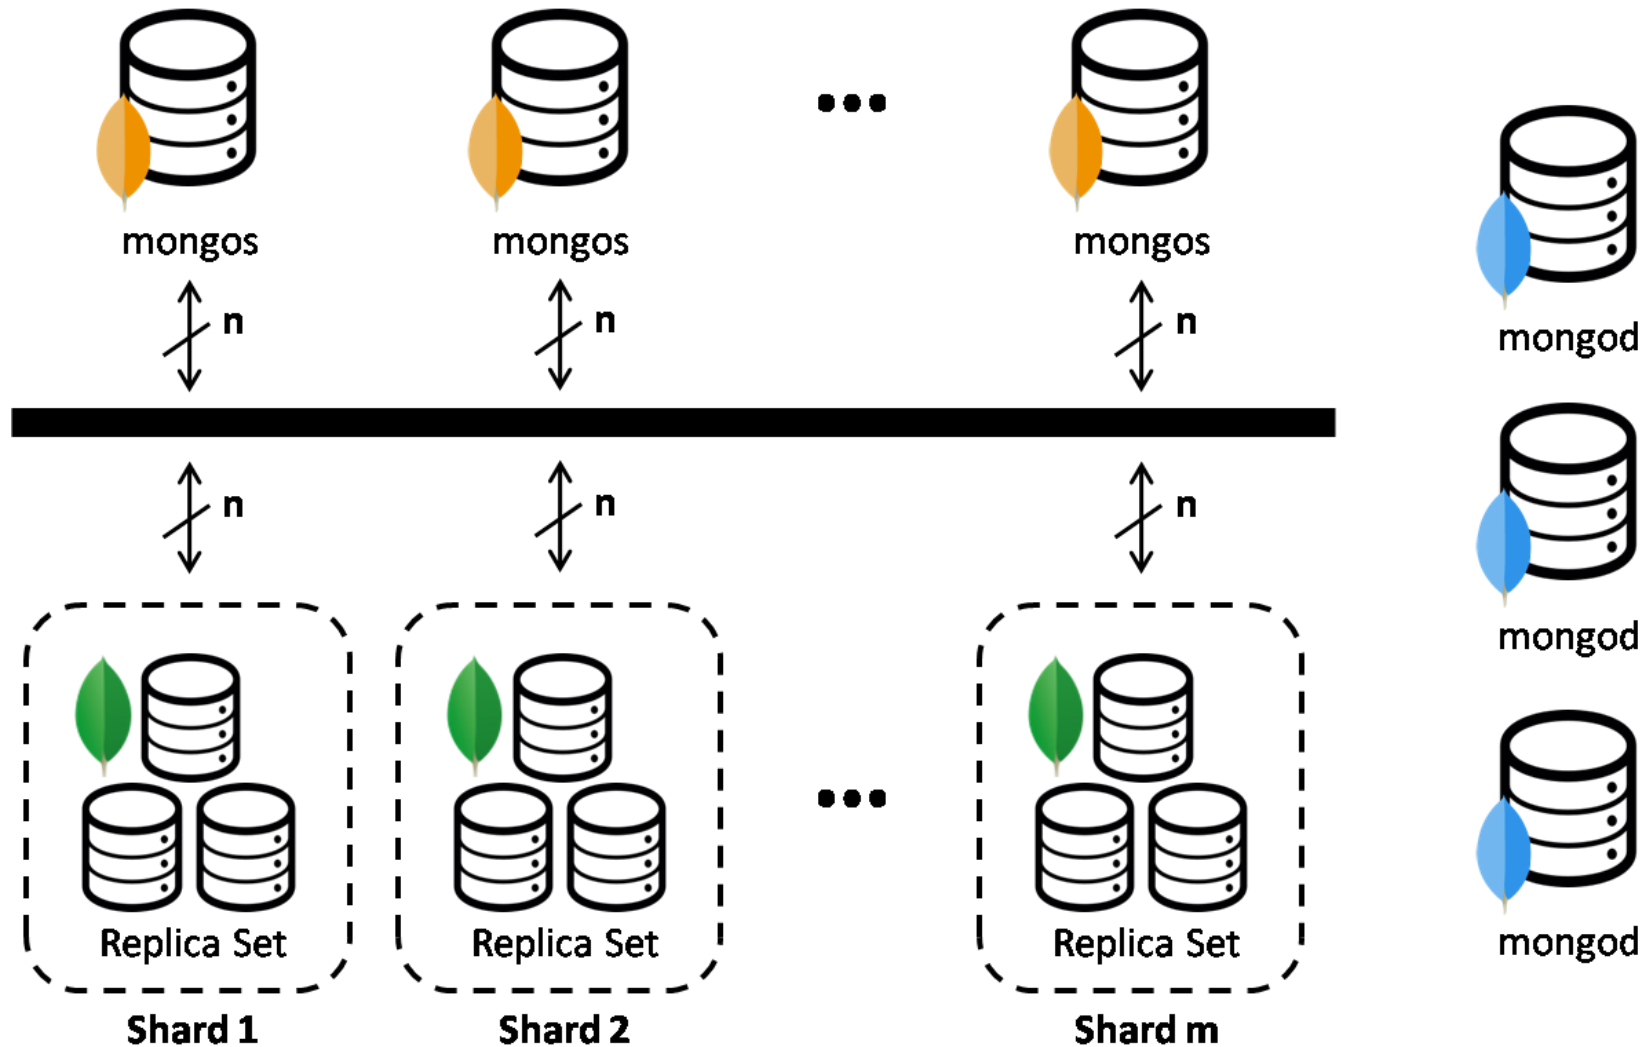 mongos
mongos
mongos
mongod
n
n
n
mongod
n
n
n
Replica Set
Replica Set
Replica Set
mongod
Shard 1
Shard 2
Shard m